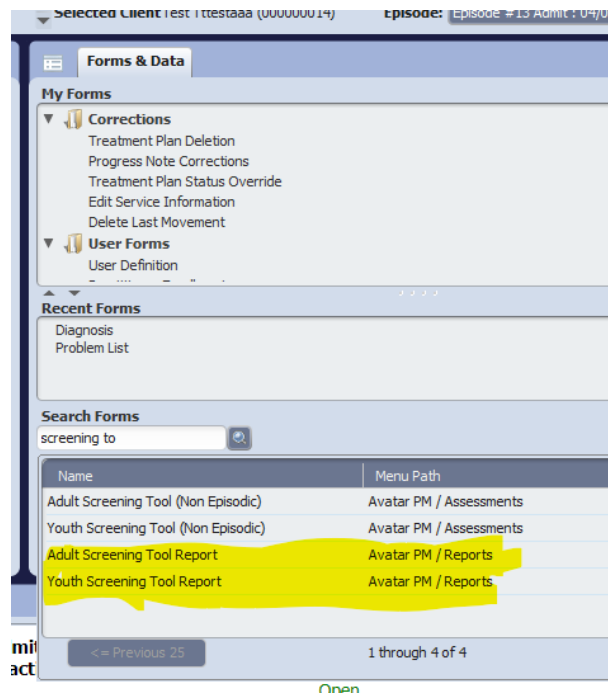 Selected Client Test Tttestaaa (000000014) Episode: Episode #13 Admit : 04/0
Forms & Data
My Forms
Corrections
Treatment Plan Deletion
Progress Note Corrections
Treatment Plan Status Override
Edit Service Information
Delete Last Movement
User Forms
User Definition
Recent Forms
Diagnosis
Problem List
Search Forms
screening to
Name Menu Path
Adult Screening Tool (Non Episodic) Avatar PM / Assessments
Youth Screening Tool (Non Episodic) Avatar PM / Assessments
Adult Screening Tool Report Avatar PM / Reports
Youth Screening Tool Report Avatar PM / Reports
mit
<= Previous 25 1 through 4 of 4
act
Open